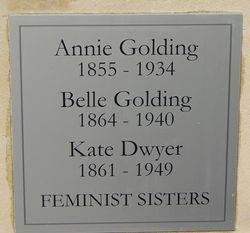 Annie Golding
1855 - 1934
Belle Golding
1864 - 1940
Kate Dwyer
1861 - 1949
FEMINIST SISTERS